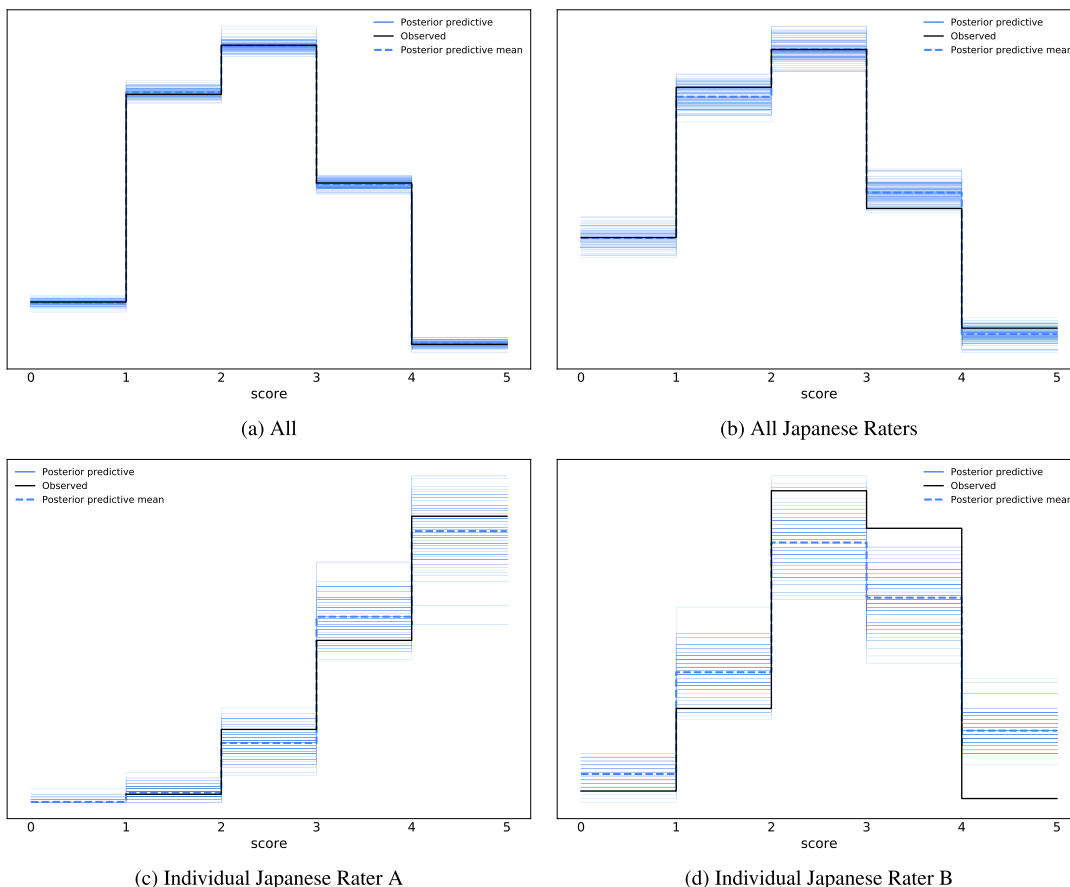 Posterior predictive
Observed
Posterior predictive mean
0 1 2 3 4 5
score
(a) All
Posterior predictive
Observed
Posterior predictive mean
0 1 2 3 4 5
score
(b) All Japanese Raters
Posterior predictive
Observed
Posterior predictive mean
0 1 2 3 4 5
score
(c) Individual Japanese Rater A
Posterior predictive
Observed
Posterior predictive mean
0 1 2 3 4 5
score
(d) Individual Japanese Rater B